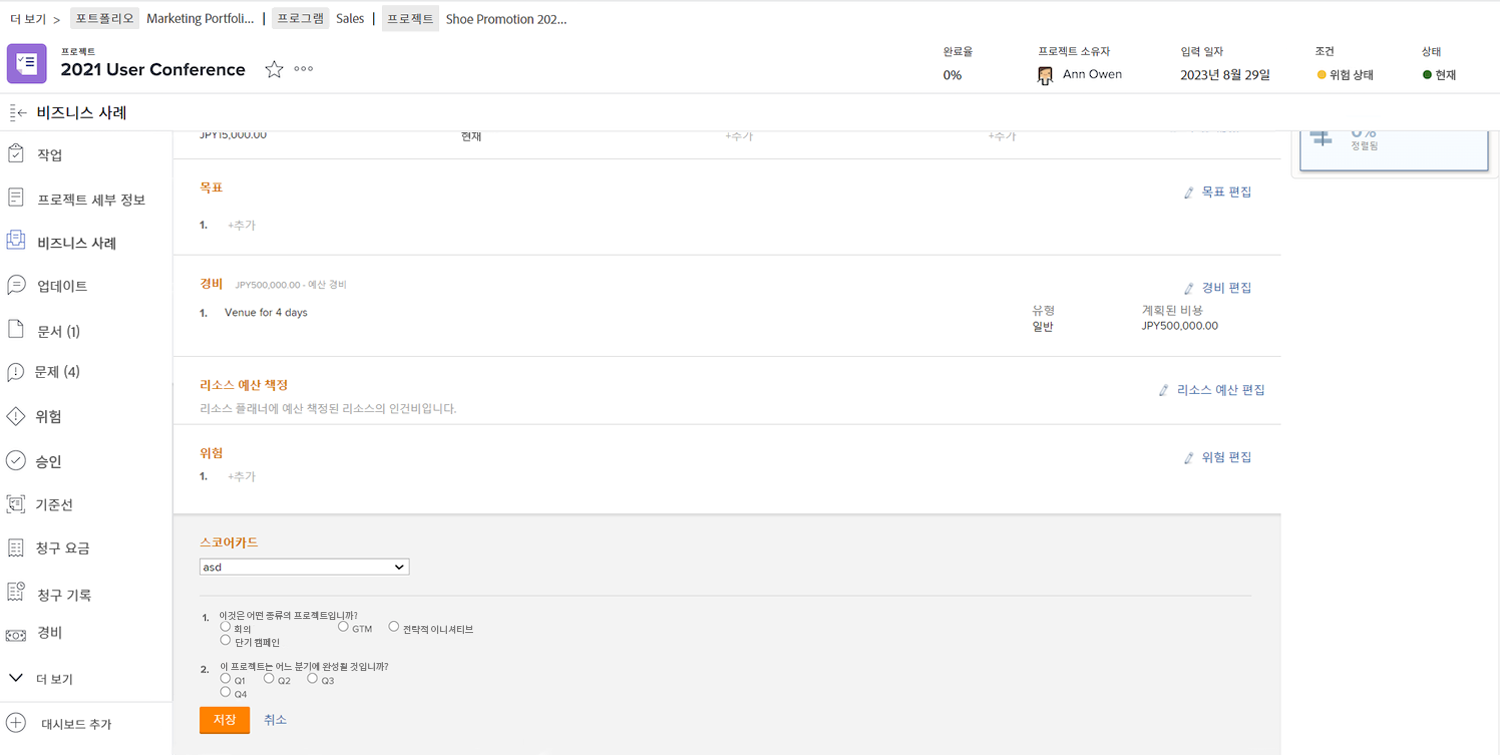 더 보기 > 포트폴리오 Marketing Portfoli... | 프로그램 Sales | 프로젝트 Shoe Promotion 202...
프로젝트
2021 User Conference
완료율 프로젝트 소유자 입력 일자 조건 상태
0% Ann Owen 2023년 8월 29일 위험 상태 현재
비즈니스 사례
JPY15,000.00 현재 +추가 +추가
0%
정렬됨
작업
프로젝트 세부 정보
비즈니스 사례
업데이트
문서 (1)
문제 (4)
위험
승인
기준선
청구 요금
청구 기록
경비
더 보기
대시보드 추가
목표
목표 편집
1. +추가
경비 JPY500,000.00 - 예산 경비
경비 편집
1. Venue for 4 days
유형 계획된 비용
일반 JPY500,000.00
리소스 예산 책정
리소스 예산 편집
리소스 플래너에 예산 책정된 리소스의 인건비입니다.
위험
위험 편집
1. +추가
스코어카드
asd
1. 이것은 어떤 종류의 프로젝트입니까?
회의 GTM 전략적 이니셔티브
단기 캠페인
2. 이 프로젝트는 어느 분기에 완성될 것입니까?
Q1 Q2 Q3
Q4
저장 취소